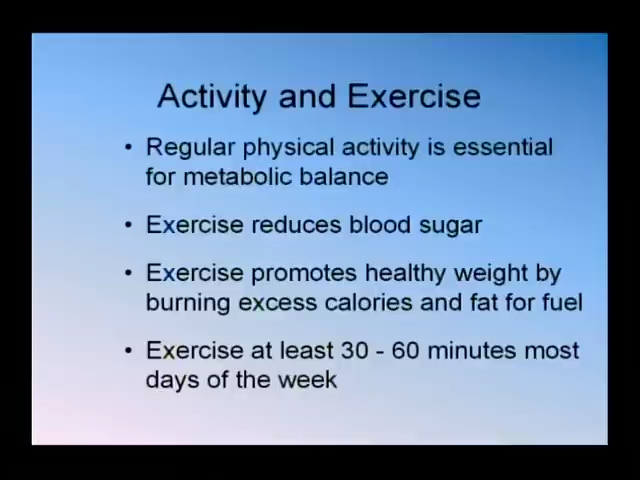 Activity and Exercise
• Regular physical activity is essential
for metabolic balance
• Exercise reduces blood sugar
• Exercise promotes healthy weight by
burning excess calories and fat for fuel
• Exercise at least 30 - 60 minutes most
days of the week